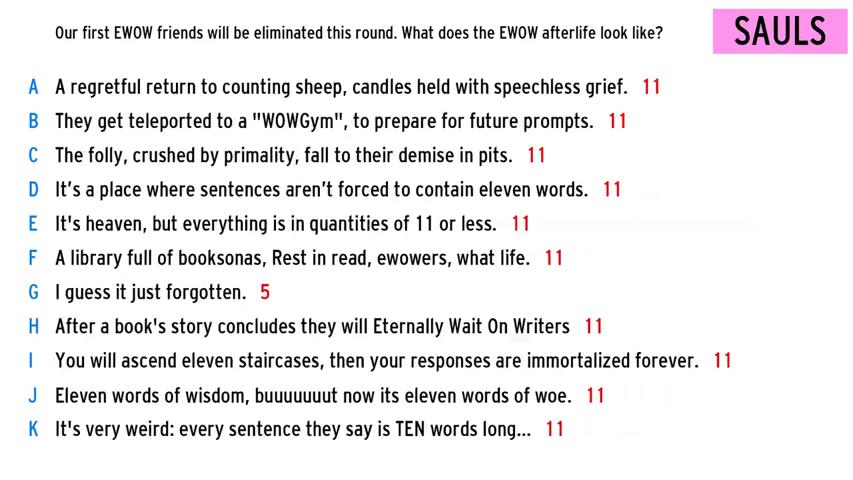 Our first EWOW friends will be eliminated this round. What does the EWOW afterlife look like?
SAULS
A A regretful return to counting sheep, candles held with speechless grief. 11
B They get teleported to a "WOWGym", to prepare for future prompts. 11
C The folly, crushed by primality, fall to their demise in pits. 11
D It's a place where sentences aren't forced to contain eleven words. 11
E It's heaven, but everything is in quantities of 11 or less. 11
F A library full of booksonas, Rest in read, ewowers, what life. 11
G I guess it just forgotten. 5
H After a book's story concludes they will Eternally Wait On Writers 11
I You will ascend eleven staircases, then your responses are immortalized forever. 11
J Eleven words of wisdom, buuuuuuut now its eleven words of woe. 11
K It's very weird: every sentence they say is TEN words long... 11